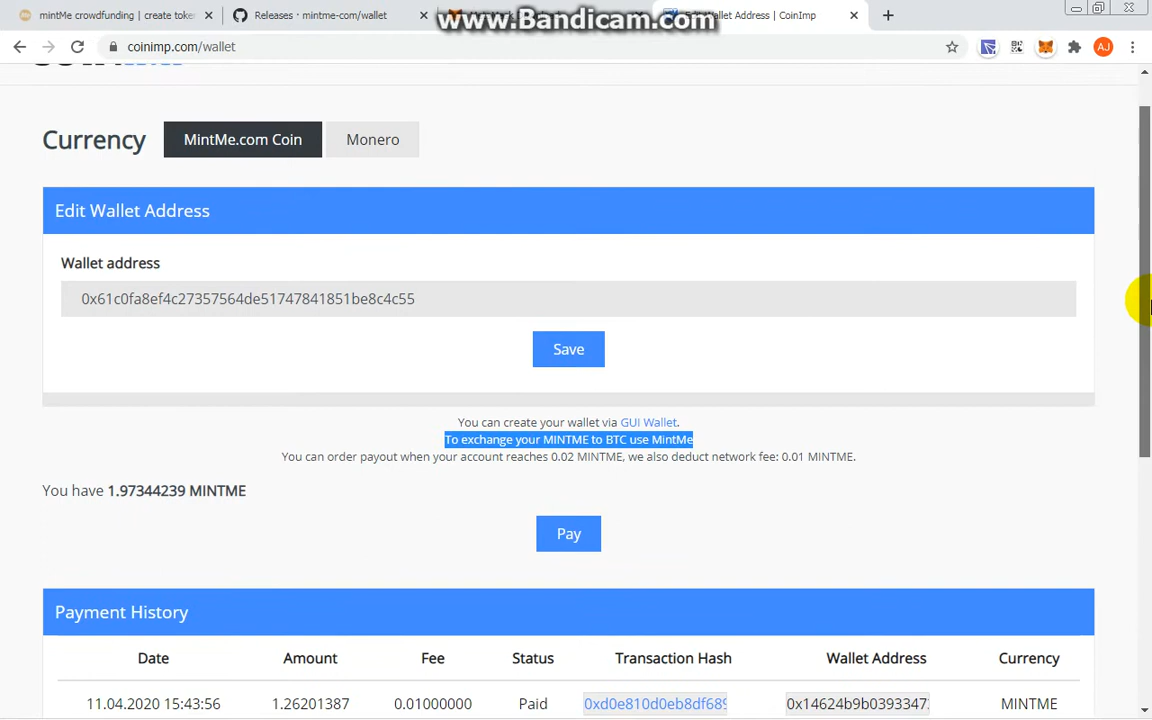 mintMe crowdfunding | create toke
Releases · mintme-com/wallet
Wallet Address | CoinImp
www.Bandicam.com
coinimp.com/wallet
AJ
Currency
MintMe.com Coin
Monero
Edit Wallet Address
Wallet address
0x61c0fa8ef4c27357564de51747841851be8c4c55
Save
You can create your wallet via GUI Wallet.
To exchange your MINTME to BTC use MintMe
You can order payout when your account reaches 0.02 MINTME, we also deduct network fee: 0.01 MINTME.
You have 1.97344239 MINTME
Pay
Payment History
Date Amount Fee Status Transaction Hash Wallet Address Currency
11.04.2020 15:43:56 1.26201387 0.01000000 Paid 0xd0e810d0eb8df689 0x14624b9b0393347 MINTME